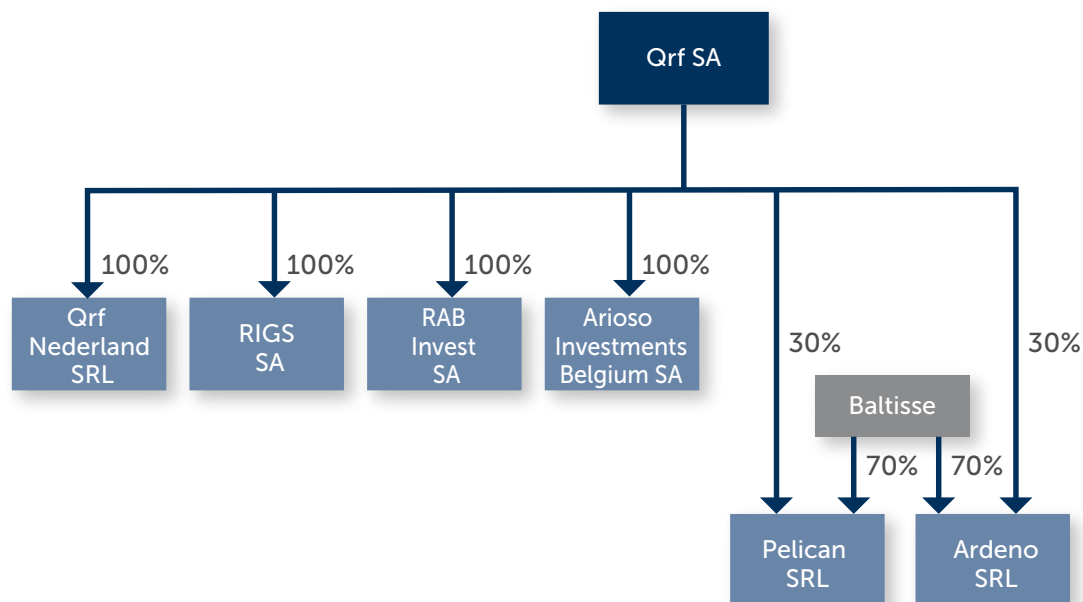 Qrf SA
100%
100%
100%
100%
Qrf
Nederland
SRL
RIGS
SA
RAB
Invest
SA
Arioso
Investments
Belgium SA
30%
30%
Baltisse
70%
70%
Pelican
SRL
Ardeno
SRL